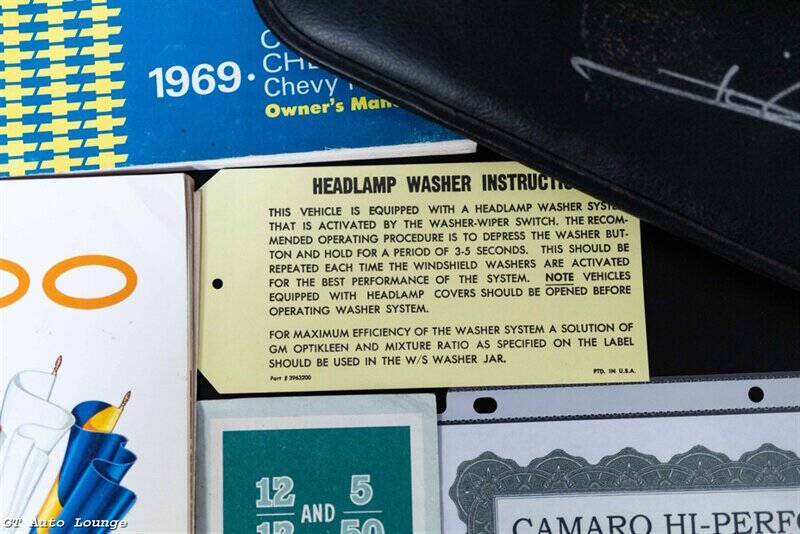 1969.
Chevy
Owner's
HEADLAMP WASHER
THIS VEHICLE IS EQUIPPED WITH A HEADLAMP WASHER
THAT IS ACTIVATED BY THE WASHER-WIPER SWITCH. THE RECOM-
MENDED OPERATING PROCEDURE IS TO DEPRESS THE WASHER BUT-
TON AND HOLD FOR A PERIOD OF 3-5 SECONDS. THIS SHOULD BE
REPEATED EACH TIME THE WINDSHIELD WASHERS ARE ACTIVATED
FOR THE BEST PERFORMANCE OF THE SYSTEM. NOTE VEHICLES
EQUIPPED WITH HEADLAMP COVERS SHOULD BE OPENED BEFORE
OPERATING WASHER SYSTEM.
FOR MAXIMUM EFFICIENCY OF THE WASHER SYSTEM A SOLUTION OF
GM OPTIKLEEN AND MIXTURE RATIO AS SPECIFIED ON THE LABEL
SHOULD BE USED IN THE W/S WASHER JAR.
Part # 3963200 PTD. IN U.S.A.
12 AND 5
12 50
CAMARO HI-PERFO
GT Auto Lounge